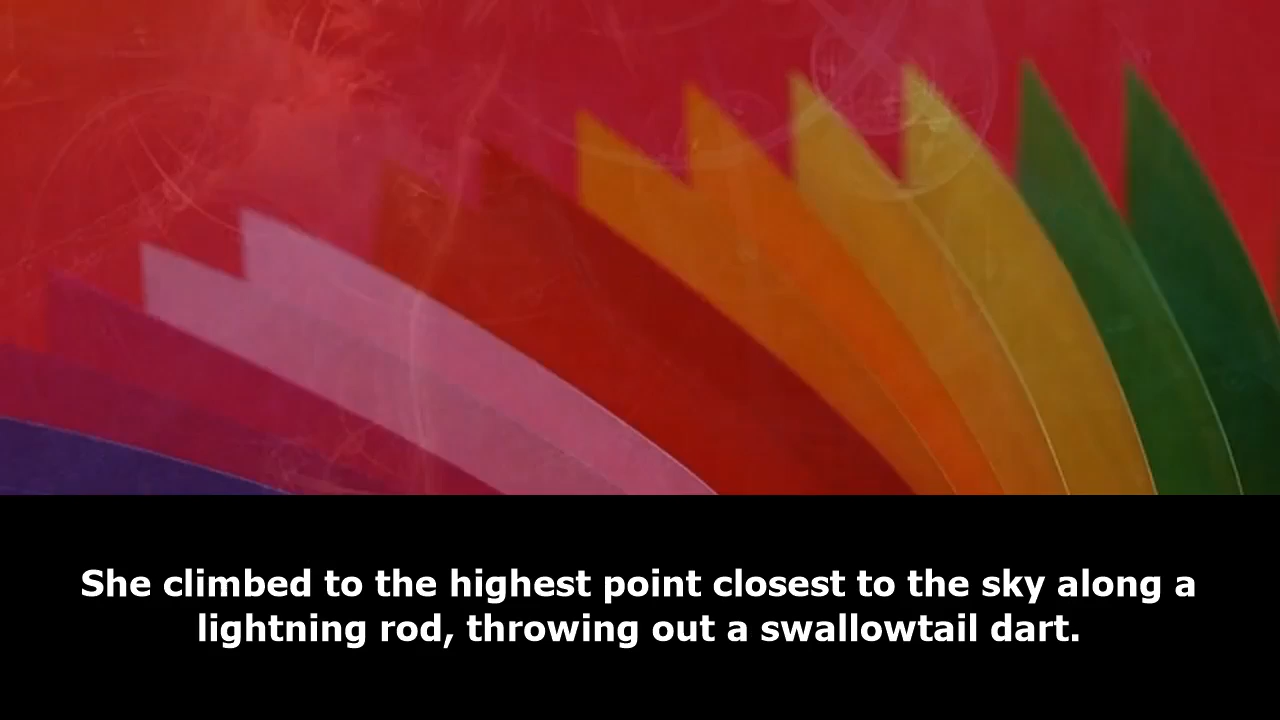 She climbed to the highest point closest to the sky along a
lightning rod, throwing out a swallowtail dart.